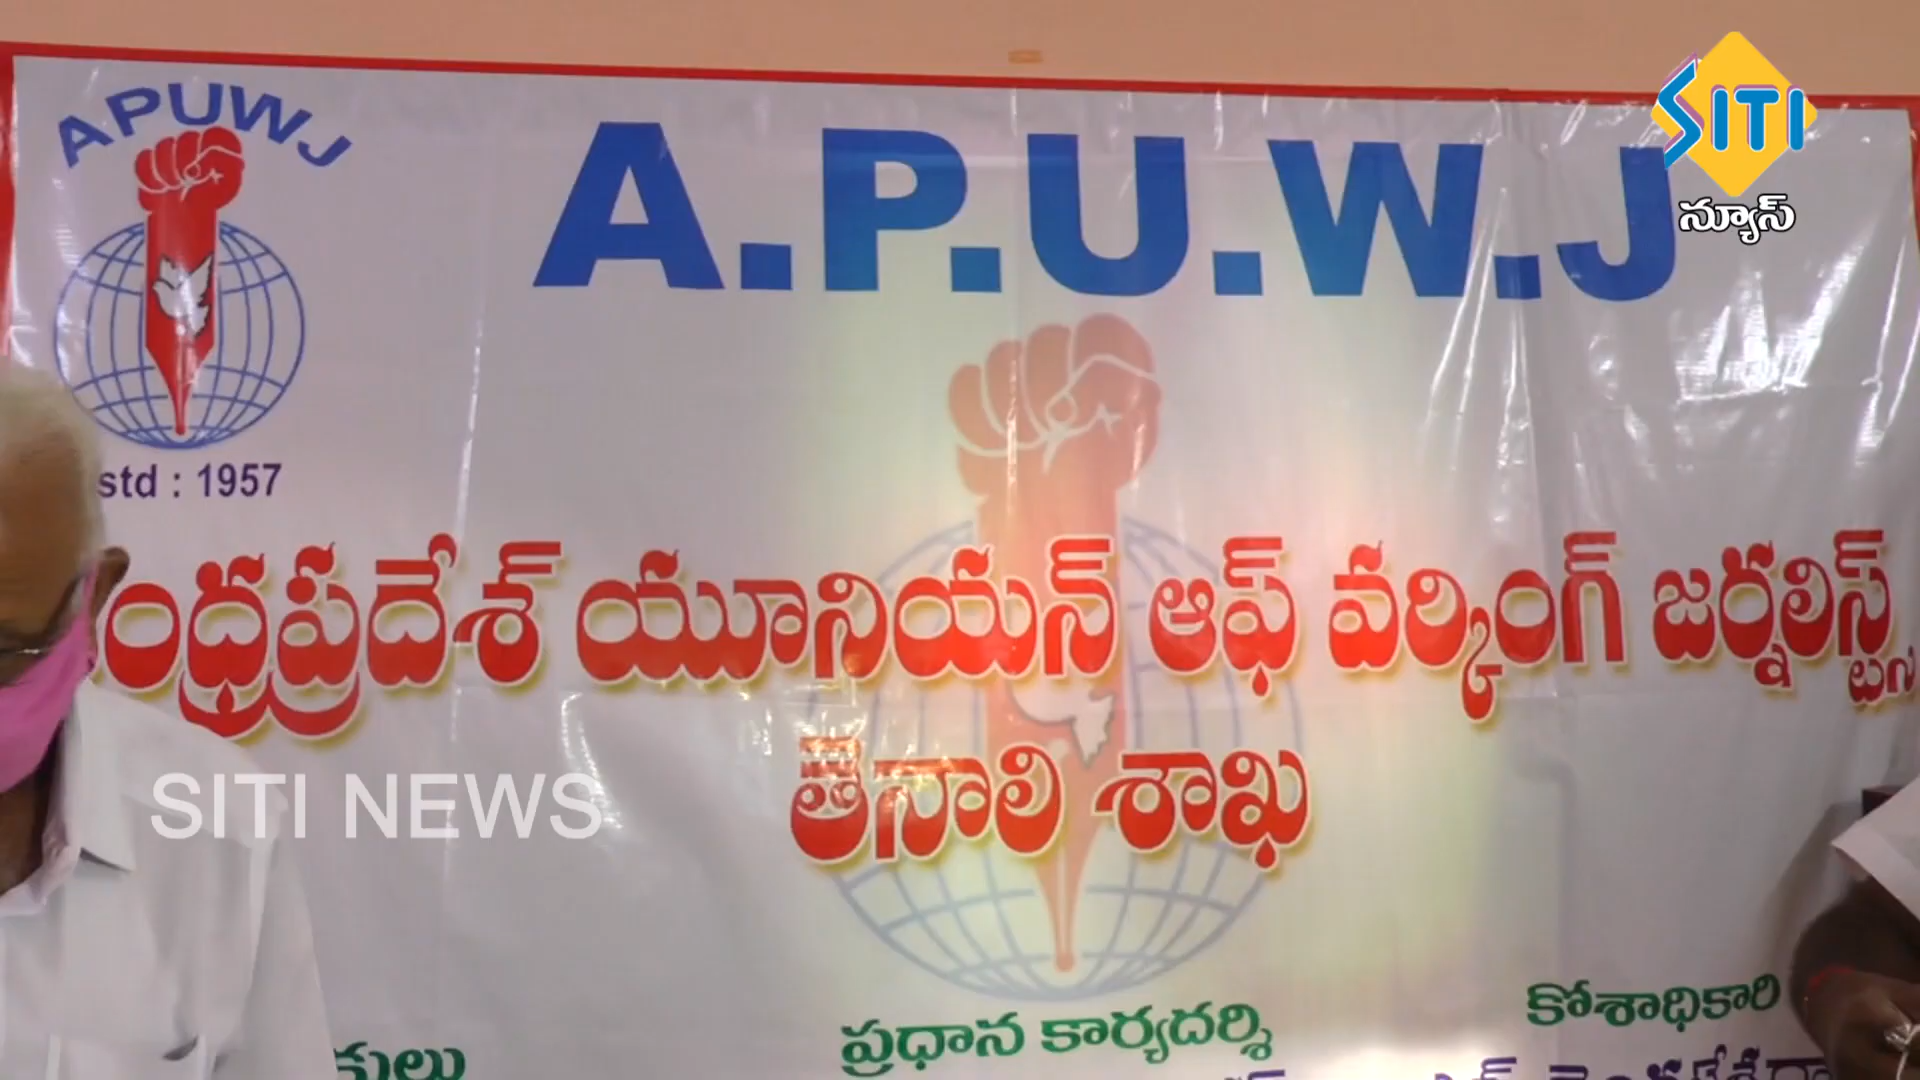 APUWJ
A.P.U.W.J
SITI
న్యూస్
std : 1957
ంధ్రప్రదేశ్ యూనియన్ ఆఫ్ వర్కింగ్ జర్నలిస్ట్స్
తెనాలి శాఖ
SITI NEWS
ప్రధాన కార్యదర్శి
కోశాధికారి